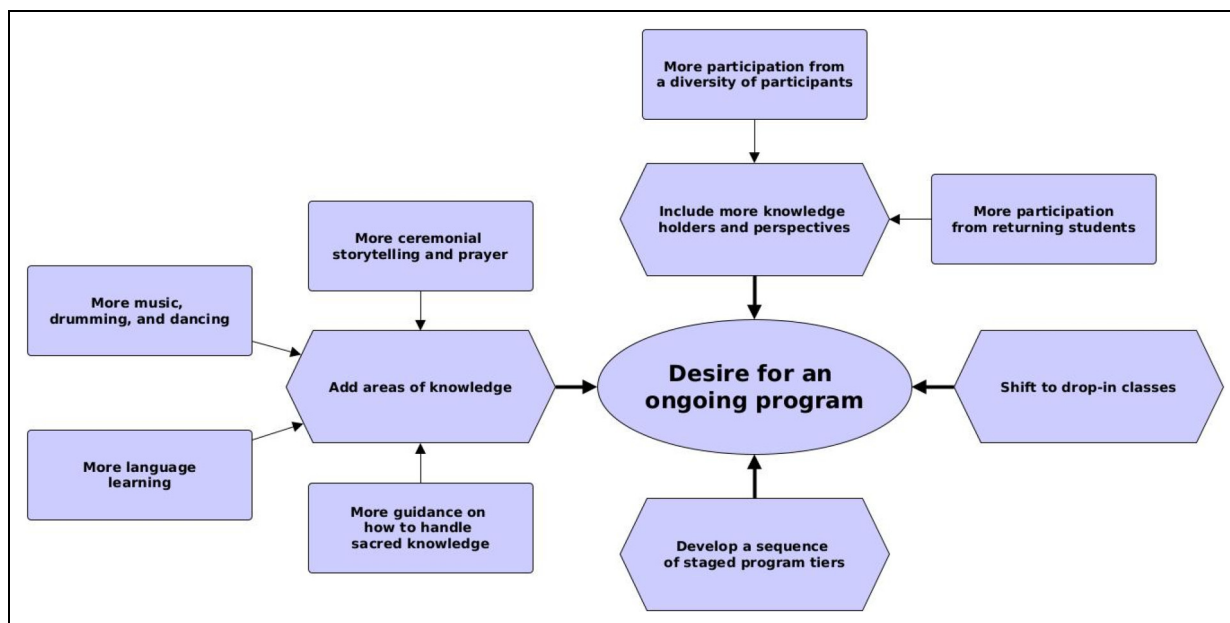 More participation from
a diversity of participants
Include more knowledge
holders and perspectives
More participation
from returning students
More ceremonial
storytelling and prayer
More music,
drumming, and dancing
Add areas of knowledge
Desire for an
ongoing program
Shift to drop-in classes
More language
learning
More guidance on
how to handle
sacred knowledge
Develop a sequence
of staged program tiers